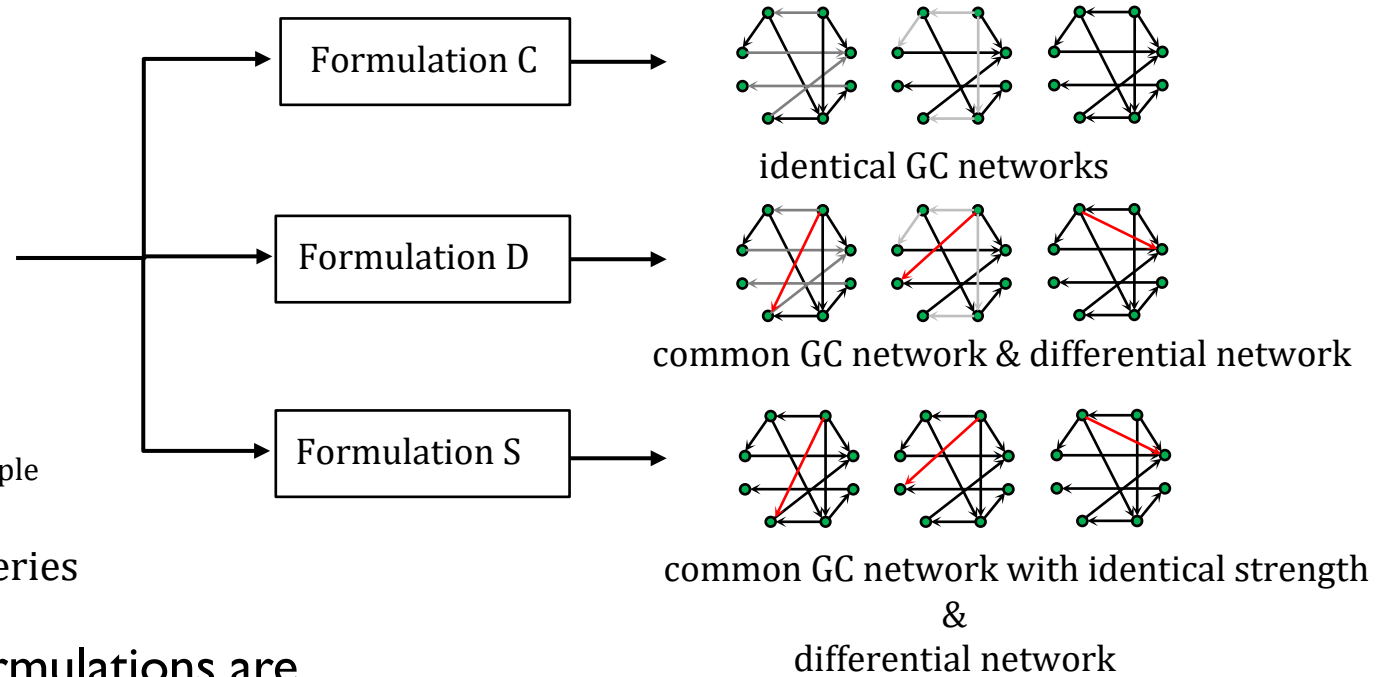 Formulation C
identical GC networks
Formulation D
common GC network & differential network
Formulation S
common GC network with identical strength
&
differential network
ple
eries
rmulations are